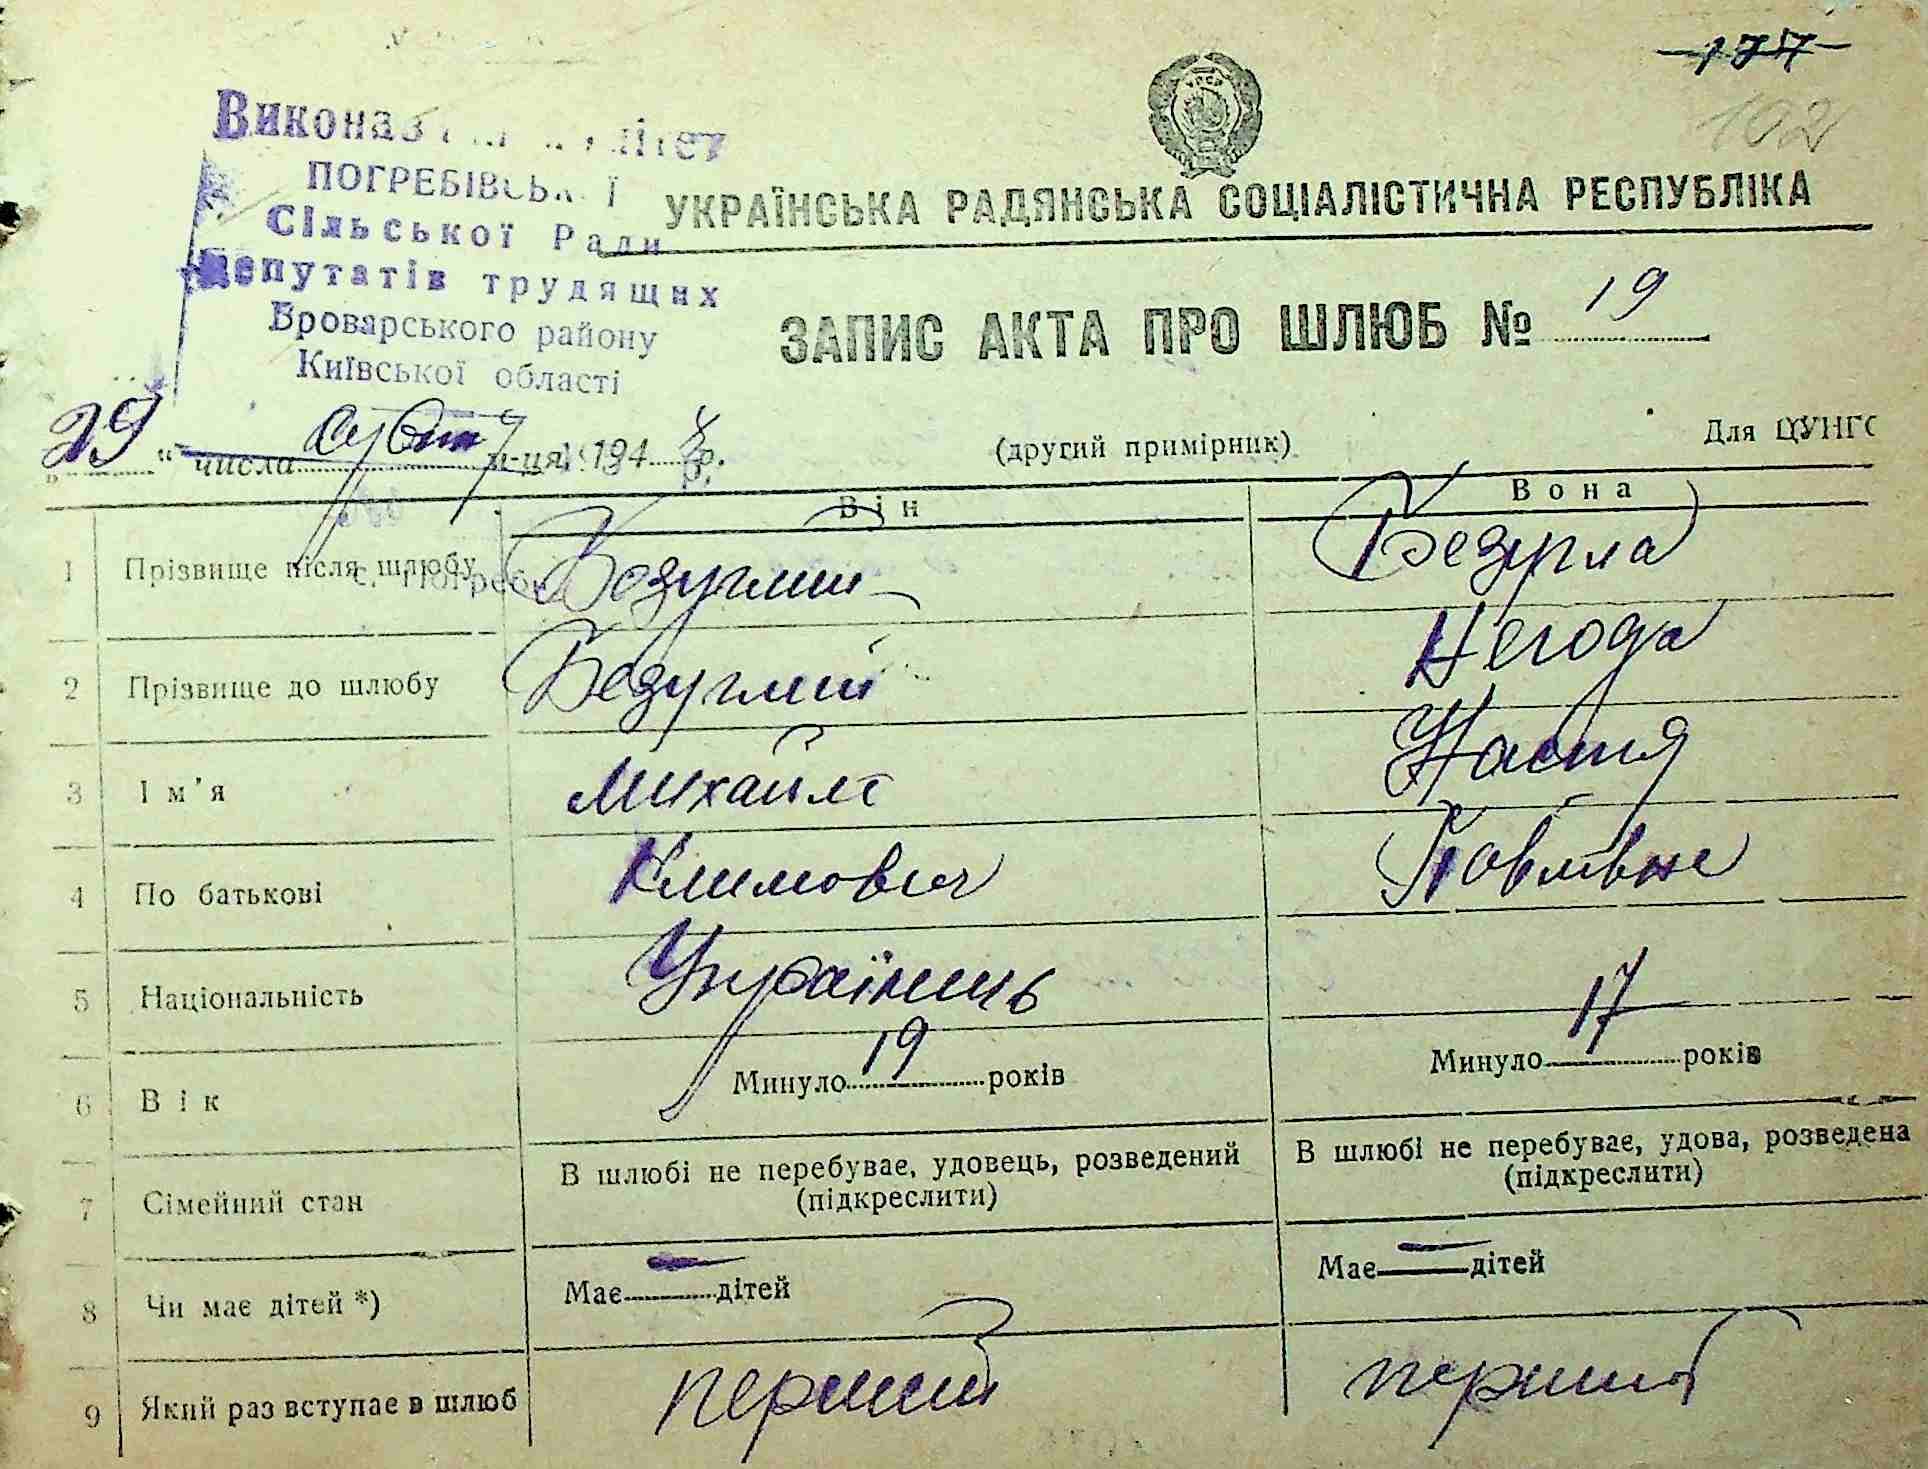 -177-
102
Виконавчий комітет
ПОГРЕБІВСЬКОЇ
Сільської Ради
Депутатів трудящих
Броварського району
Київської області
с. Погреби
УКРАЇНСЬКА РАДЯНСЬКА СОЦІАЛІСТИЧНА РЕСПУБЛІКА
ЗАПИС АКТА ПРО ШЛЮБ № 19
„29“ числа м-ця 194 р.
(другий примірник)
Для ЦУНГО
Він Вона
1 Прізвище після шлюбу Безуглий Безугла
2 Прізвище до шлюбу Безуглий Негода
3 Ім'я Михайло Настя
4 По батькові Климович Павлівна
5 Національність Українець
6 Вік Минуло 19 років Минуло 17 років
7 Сімейний стан В шлюбі не перебуває, удовець, розведений (підкреслити) В шлюбі не перебуває, удова, розведена (підкреслити)
8 Чи має дітей *) Має — дітей Має — дітей
9 Який раз вступає в шлюб перший перший